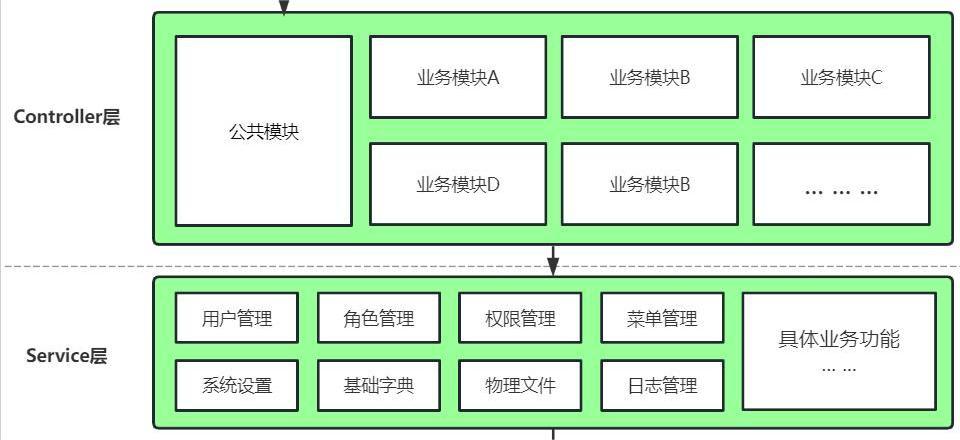 Controller层
公共模块
业务模块A
业务模块B
业务模块C
业务模块D
业务模块B
... ... ...
Service层
用户管理
角色管理
权限管理
菜单管理
系统设置
基础字典
物理文件
日志管理
具体业务功能
... ...